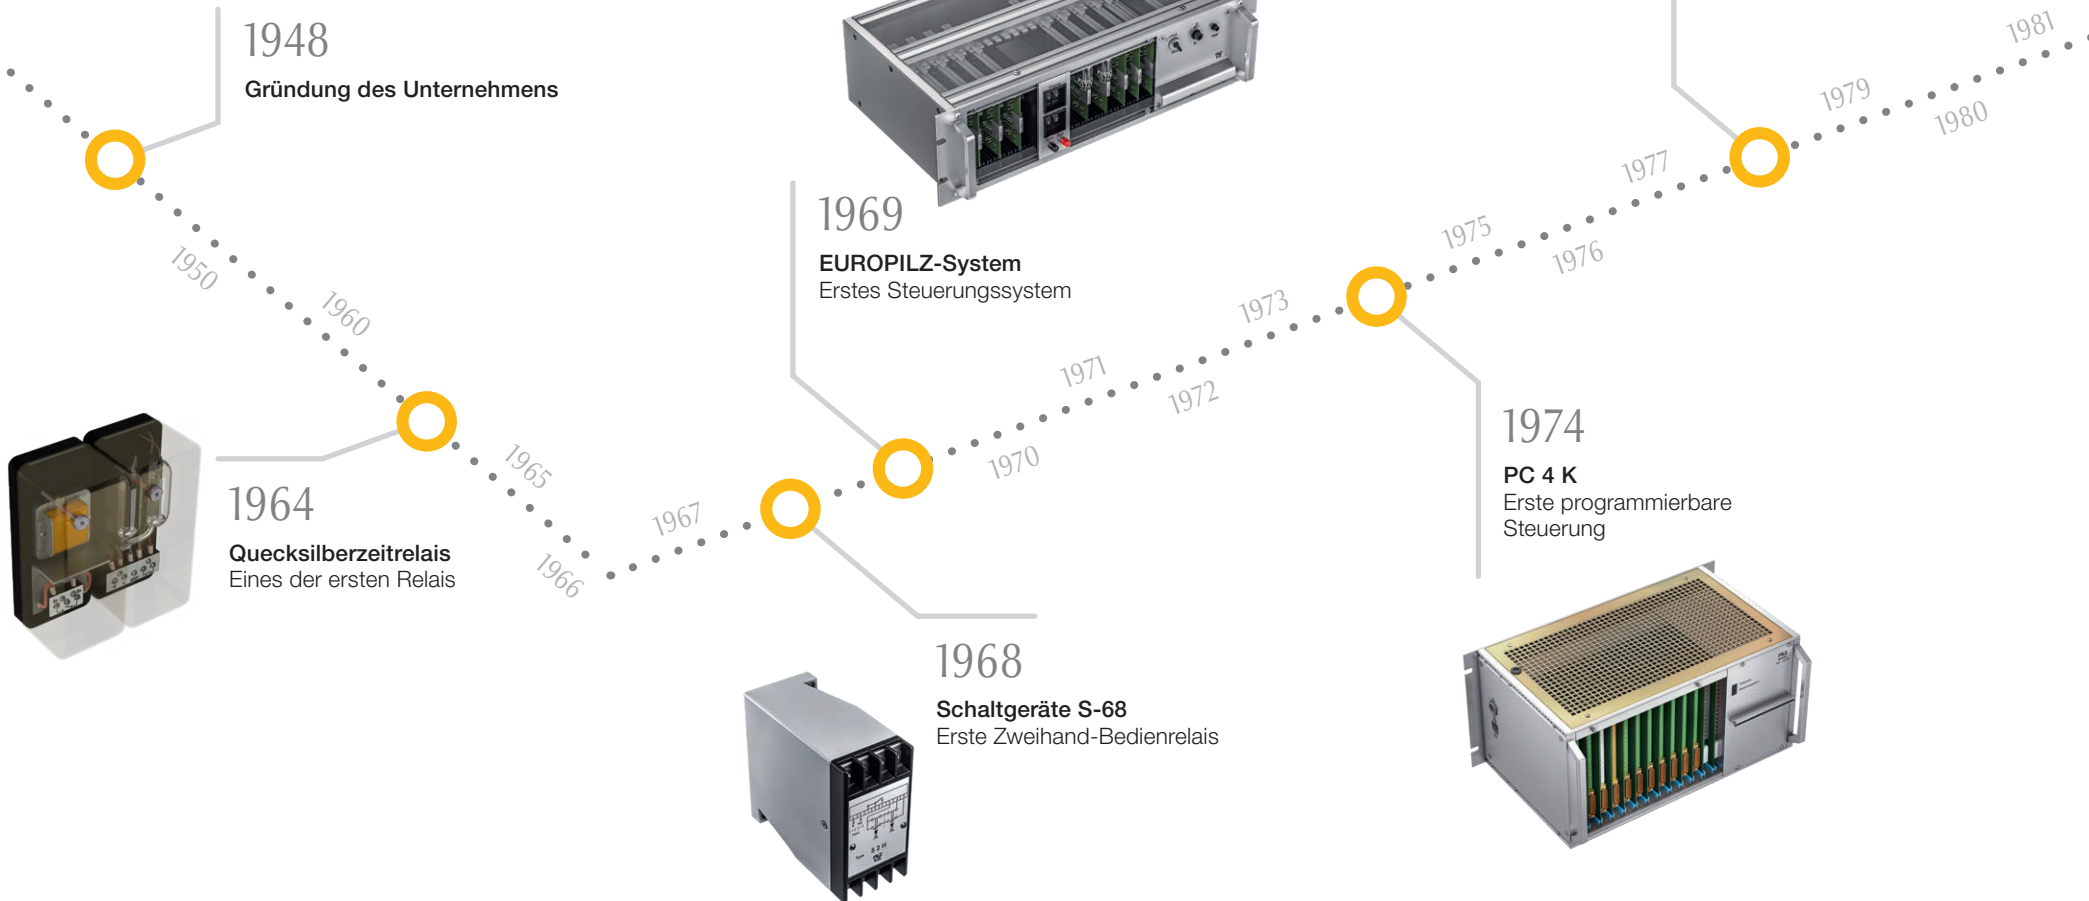 1948
Gründung des Unternehmens
1950
1960
1964
Quecksilberzeitrelais
Eines der ersten Relais
1965
1966
1967
1968
Schaltgeräte S-68
Erste Zweihand-Bedienrelais
S 2 H
PILZ
1969
EUROPILZ-System
Erstes Steuerungssystem
1970
1971
1972
1973
1974
PC 4 K
Erste programmierbare
Steuerung
1975
1976
1977
1979
1980
1981